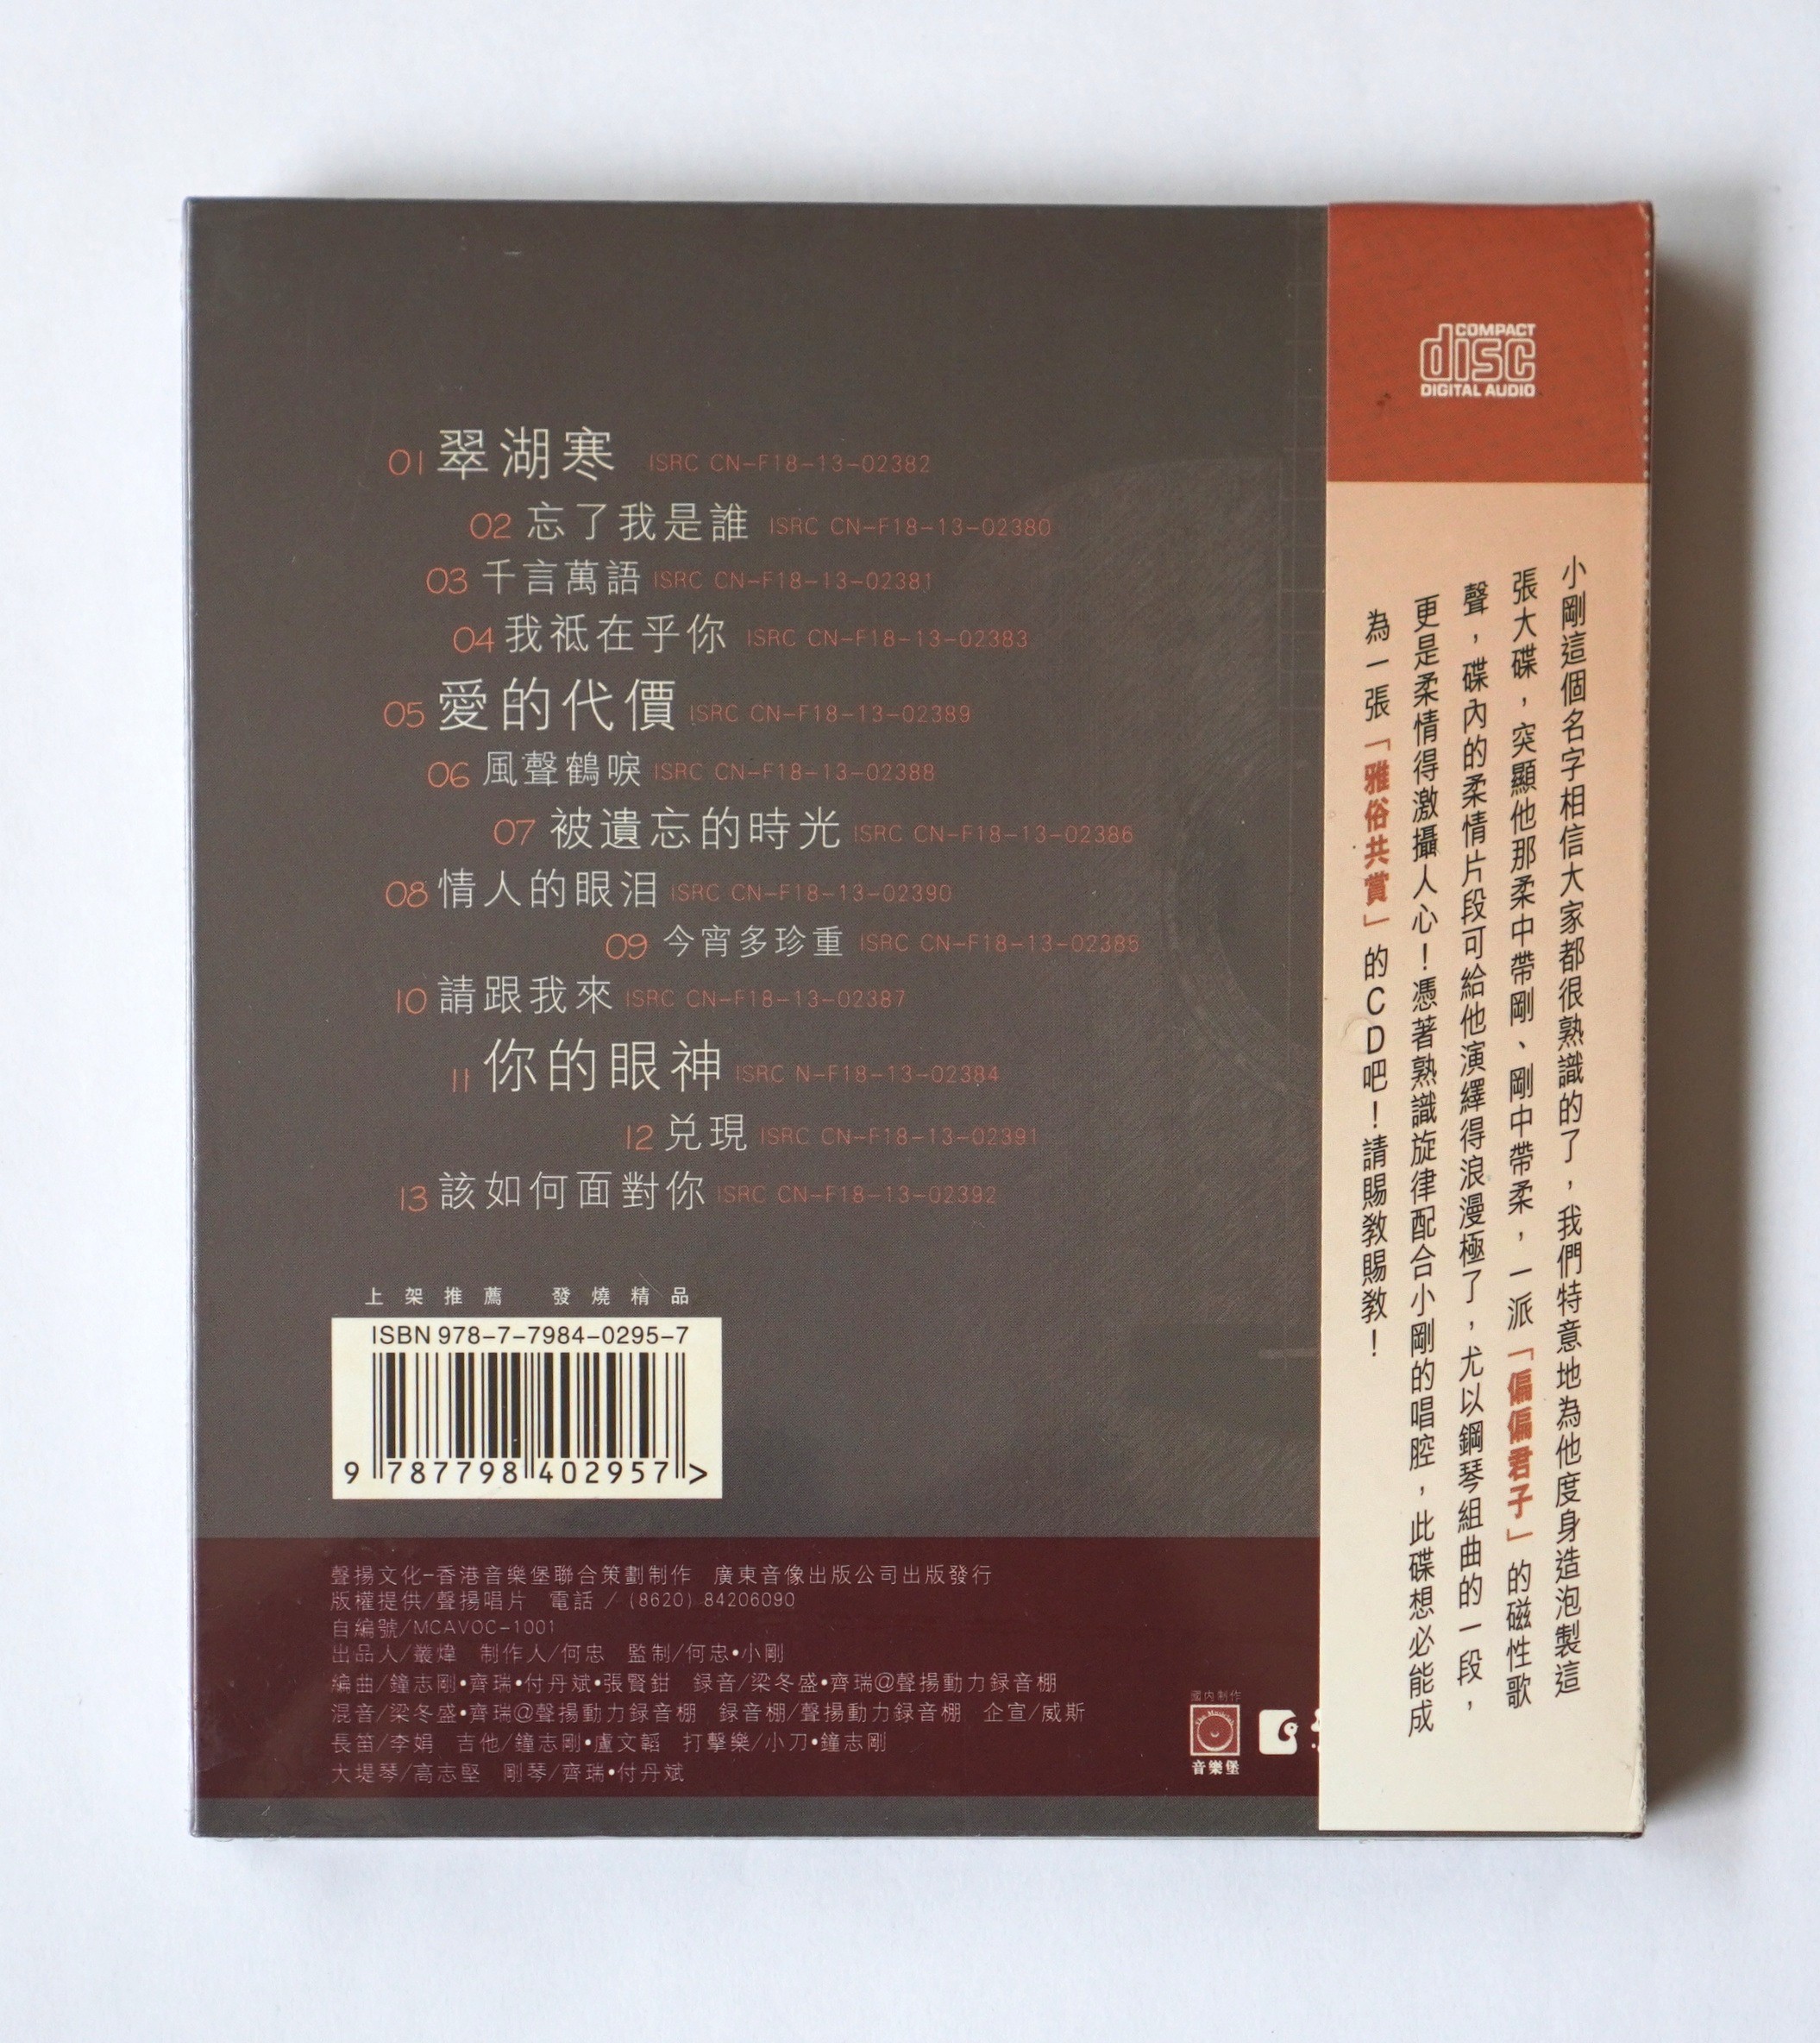 01 翠湖寒 ISRC CN-F18-13-02382
02 忘了我是誰 ISRC CN-F18-13-02380
03 千言萬語 ISRC CN-F18-13-02381
04 我祗在乎你 ISRC CN-F18-13-02383
05 愛的代價 ISRC CN-F18-13-02389
06 風聲鶴唳 ISRC CN-F18-13-02388
07 被遺忘的時光 ISRC CN-F18-13-02386
08 情人的眼泪 ISRC CN-F18-13-02390
09 今宵多珍重 ISRC CN-F18-13-02385
10 請跟我來 ISRC CN-F18-13-02387
11 你的眼神 ISRC N-F18-13-02384
12 兑現 ISRC CN-F18-13-02391
13 該如何面對你 ISRC CN-F18-13-02392
上架推薦 發燒精品
ISBN 978-7-7984-0295-7
9 787798 402957 >
聲揚文化-香港音樂堡聯合策劃制作 廣東音像出版公司出版發行
版權提供/聲揚唱片 電話 / (8620) 84206090
自編號/MCAVOC-1001
出品人/叢煒 制作人/何忠 監制/何忠•小剛
編曲/鐘志剛•齊瑞•付丹斌•張賢鉗 録音/梁冬盛•齊瑞@聲揚動力録音棚
混音/梁冬盛•齊瑞@聲揚動力録音棚 録音棚/聲揚動力録音棚 企宣/威斯
長笛/李娟 吉他/鐘志剛•盧文韜 打擊樂/小刀•鐘志剛
大堤琴/高志堅 剛琴/齊瑞•付丹斌
國内制作
音樂堡
COMPACT
disc
DIGITAL AUDIO
小剛這個名字相信大家都很熟識的了，我們特意地為他度身造泡製這
張大碟，突顯他那柔中帶剛、剛中帶柔，一派「偏偏君子」的磁性歌
聲，碟內的柔情片段可給他演繹得浪漫極了，尤以鋼琴組曲的一段，
更是柔情得激攝人心！憑著熟識旋律配合小剛的唱腔，此碟想必能成
為一張「雅俗共賞」的CD吧！請賜教賜教！